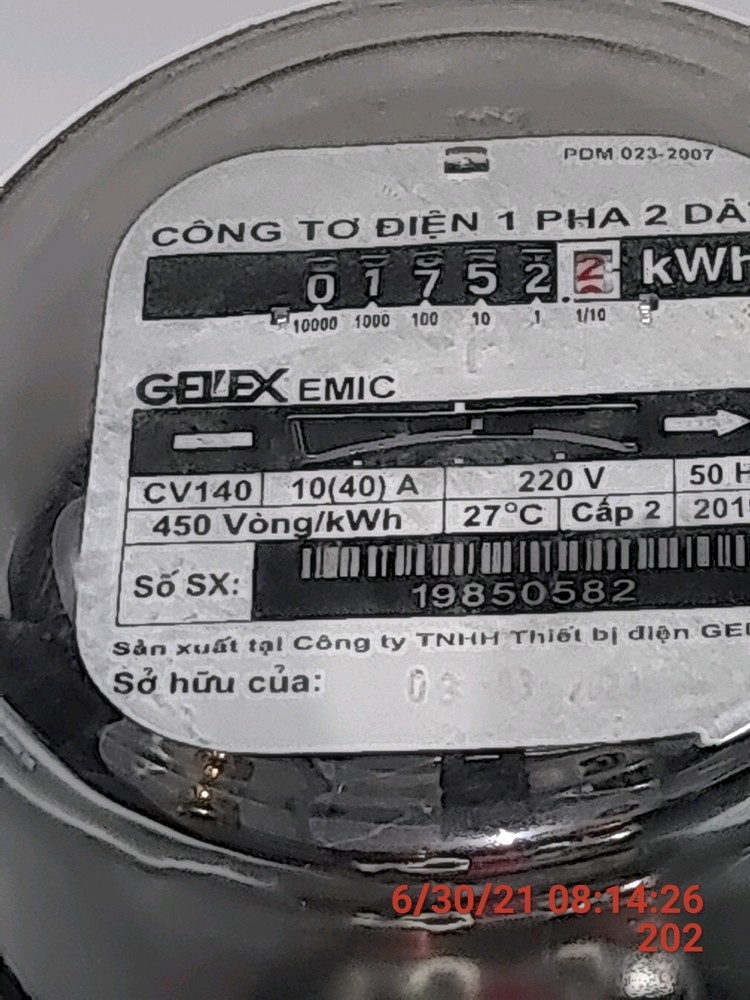 PDM 023-2007
CÔNG TƠ ĐIỆN 1 PHA 2 DÂY
0 1 7 5 2 2 kWh
10000 1000 100 10 1 1/10
GELEX EMIC
CV140 10(40) A 220 V 50 H
450 Vòng/kWh 27°C Cấp 2 201
Số SX:
19850582
Sản xuất tại Công ty TNHH Thiết bị điện GEL
Sở hữu của:
6/30/21 08:14:26
202